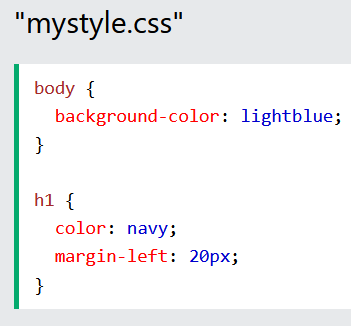 "mystyle.css"
body {
  background-color: lightblue;
}
h1 {
  color: navy;
  margin-left: 20px;
}